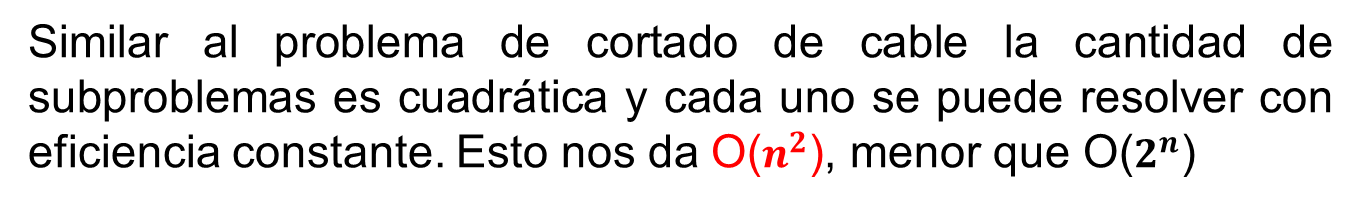 Similar al problema de cortado de cable la cantidad de
subproblemas es cuadrática y cada uno se puede resolver con
eficiencia constante. Esto nos da O(n²), menor que O(2ⁿ)